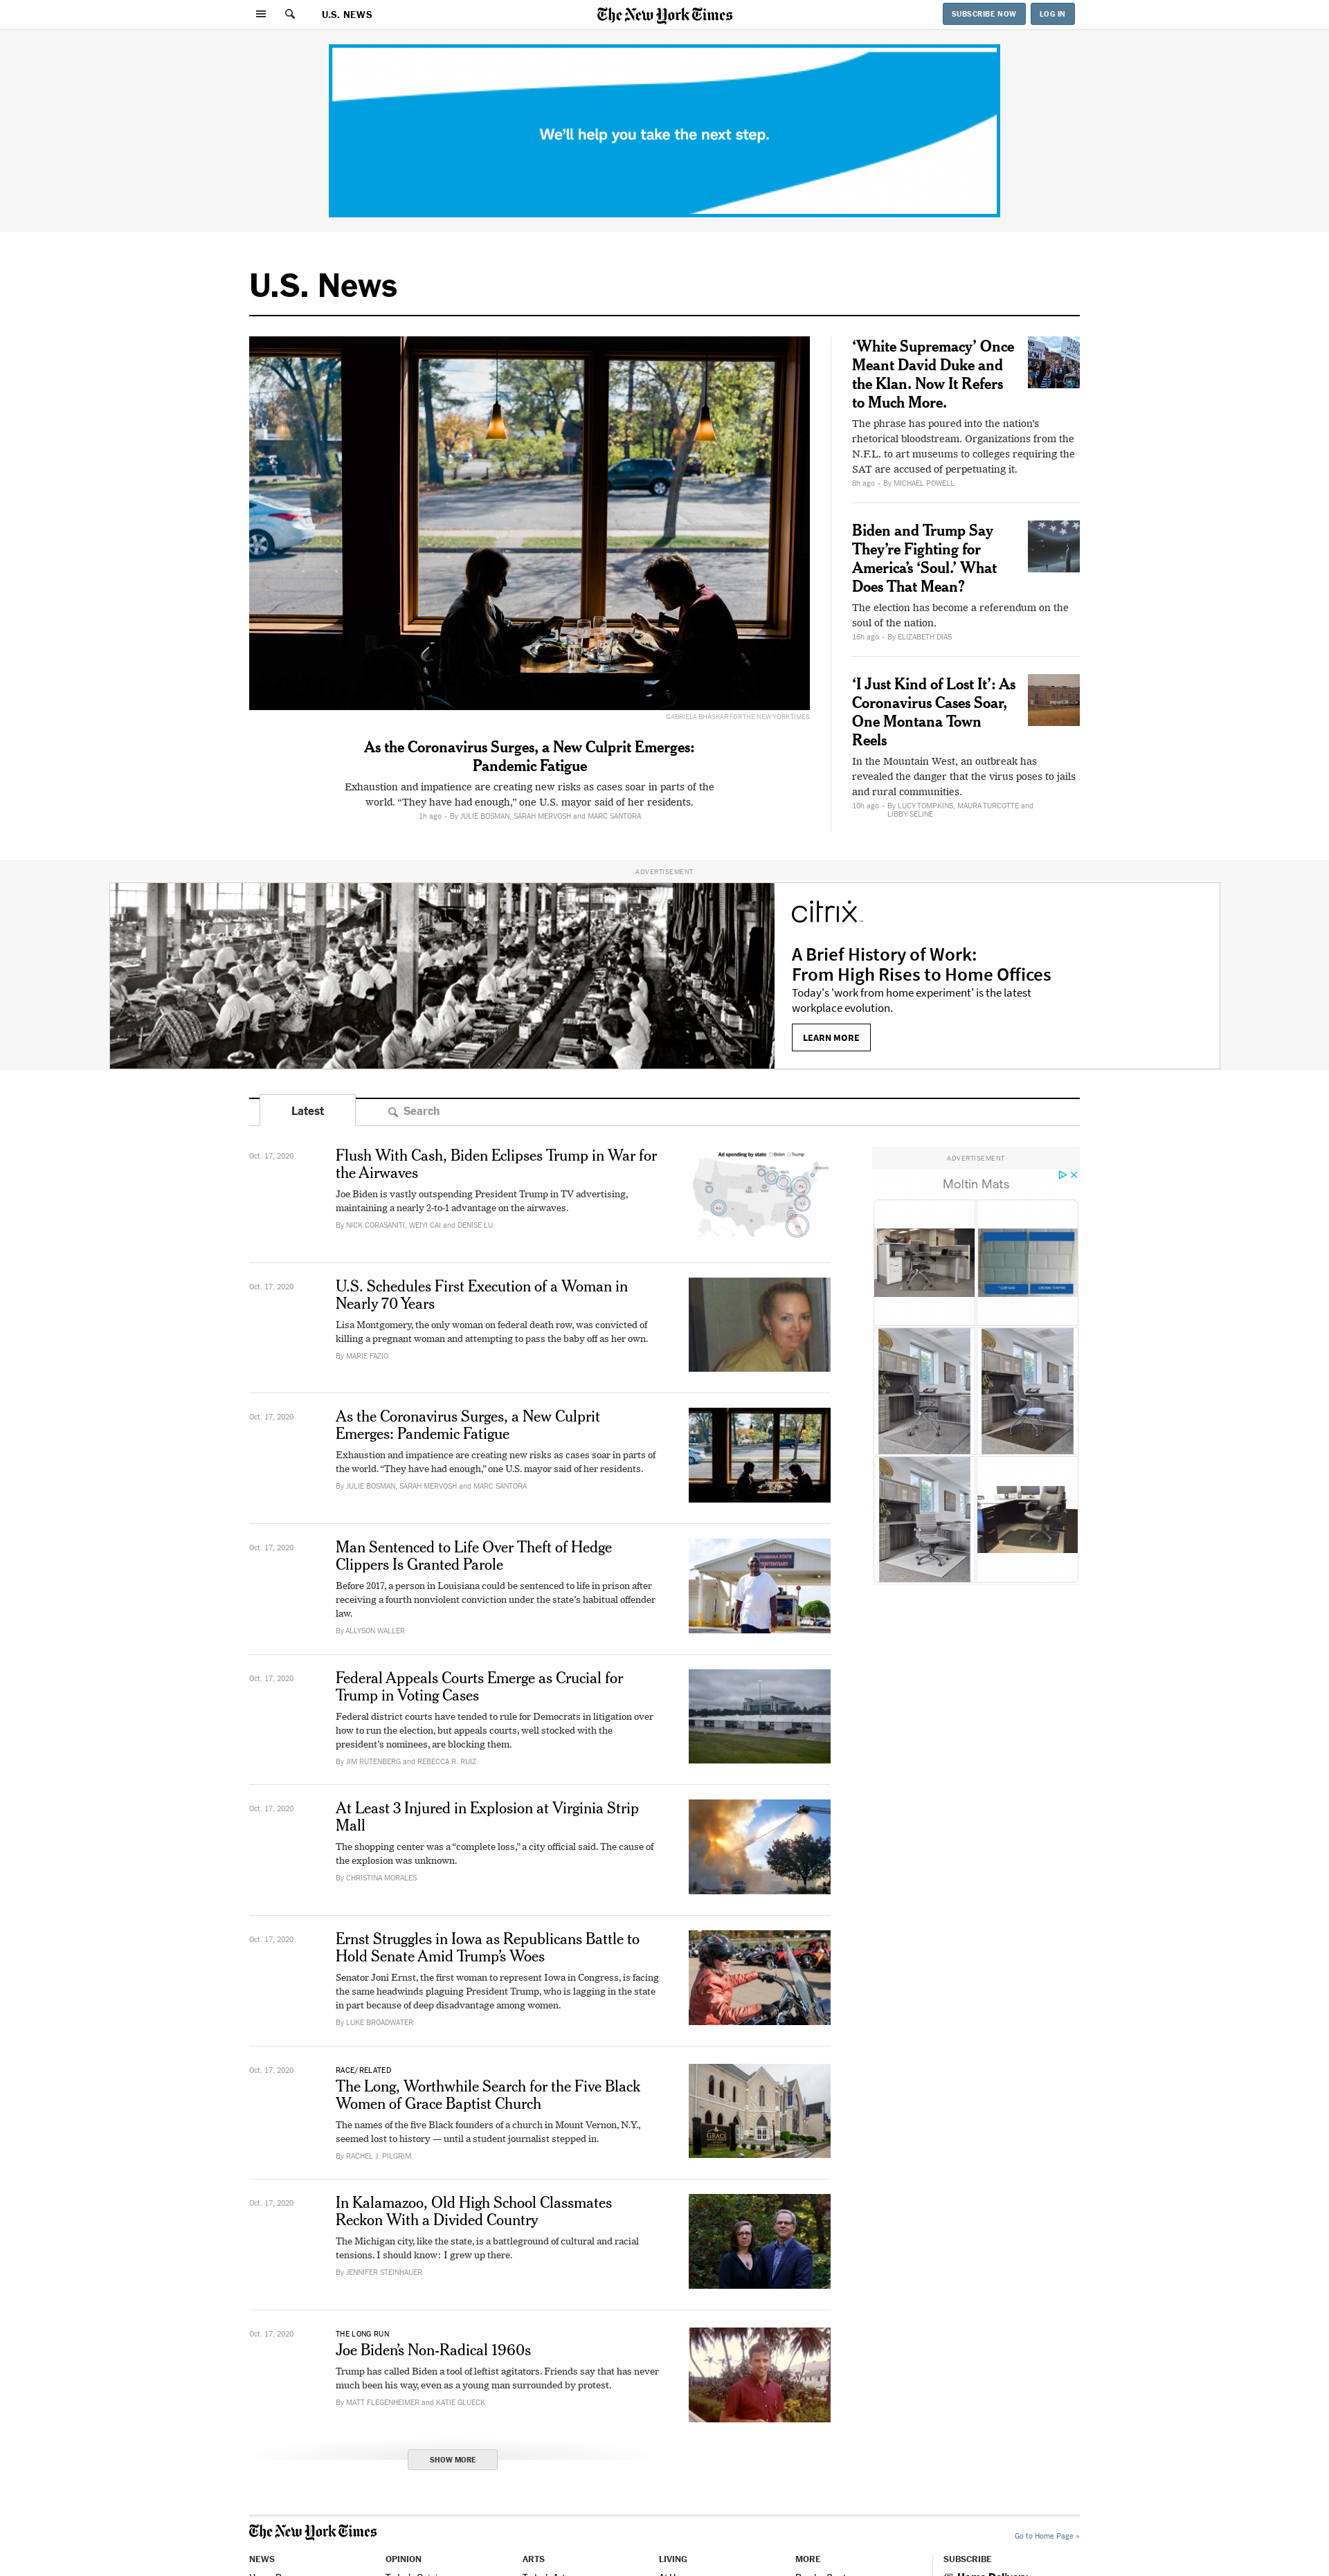 U.S. NEWS
The New York Times
SUBSCRIBE NOW
LOG IN
We'll help you take the next step.
U.S. News
GABRIELA BHASKAR FOR THE NEW YORK TIMES
As the Coronavirus Surges, a New Culprit Emerges:
Pandemic Fatigue
Exhaustion and impatience are creating new risks as cases soar in parts of the
world. “They have had enough,” one U.S. mayor said of her residents.
1h ago • By JULIE BOSMAN, SARAH MERVOSH and MARC SANTORA
‘White Supremacy’ Once
Meant David Duke and
the Klan. Now It Refers
to Much More.
The phrase has poured into the nation’s
rhetorical bloodstream. Organizations from the
N.F.L. to art museums to colleges requiring the
SAT are accused of perpetuating it.
8h ago • By MICHAEL POWELL
Biden and Trump Say
They’re Fighting for
America’s ‘Soul.’ What
Does That Mean?
The election has become a referendum on the
soul of the nation.
16h ago • By ELIZABETH DIAS
‘I Just Kind of Lost It’: As
Coronavirus Cases Soar,
One Montana Town
Reels
In the Mountain West, an outbreak has
revealed the danger that the virus poses to jails
and rural communities.
10h ago • By LUCY TOMPKINS, MAURA TURCOTTE and
LIBBY SELINE
ADVERTISEMENT
citrix
A Brief History of Work:
From High Rises to Home Offices
Today's 'work from home experiment' is the latest
workplace evolution.
LEARN MORE
Latest
Search
Oct. 17, 2020
Flush With Cash, Biden Eclipses Trump in War for
the Airwaves
Joe Biden is vastly outspending President Trump in TV advertising,
maintaining a nearly 2-to-1 advantage on the airwaves.
By NICK CORASANITI, WEIYI CAI and DENISE LU
Ad spending by state Biden Trump
ADVERTISEMENT
Moltin Mats
Oct. 17, 2020
U.S. Schedules First Execution of a Woman in
Nearly 70 Years
Lisa Montgomery, the only woman on federal death row, was convicted of
killing a pregnant woman and attempting to pass the baby off as her own.
By MARIE FAZIO
Oct. 17, 2020
As the Coronavirus Surges, a New Culprit
Emerges: Pandemic Fatigue
Exhaustion and impatience are creating new risks as cases soar in parts of
the world. “They have had enough,” one U.S. mayor said of her residents.
By JULIE BOSMAN, SARAH MERVOSH and MARC SANTORA
Oct. 17, 2020
Man Sentenced to Life Over Theft of Hedge
Clippers Is Granted Parole
Before 2017, a person in Louisiana could be sentenced to life in prison after
receiving a fourth nonviolent conviction under the state’s habitual offender
law.
By ALLYSON WALLER
Oct. 17, 2020
Federal Appeals Courts Emerge as Crucial for
Trump in Voting Cases
Federal district courts have tended to rule for Democrats in litigation over
how to run the election, but appeals courts, well stocked with the
president’s nominees, are blocking them.
By JIM RUTENBERG and REBECCA R. RUIZ
Oct. 17, 2020
At Least 3 Injured in Explosion at Virginia Strip
Mall
The shopping center was a “complete loss,” a city official said. The cause of
the explosion was unknown.
By CHRISTINA MORALES
Oct. 17, 2020
Ernst Struggles in Iowa as Republicans Battle to
Hold Senate Amid Trump’s Woes
Senator Joni Ernst, the first woman to represent Iowa in Congress, is facing
the same headwinds plaguing President Trump, who is lagging in the state
in part because of deep disadvantage among women.
By LUKE BROADWATER
Oct. 17, 2020
RACE/RELATED
The Long, Worthwhile Search for the Five Black
Women of Grace Baptist Church
The names of the five Black founders of a church in Mount Vernon, N.Y.,
seemed lost to history — until a student journalist stepped in.
By RACHEL J. PILGRIM
GRACE
Oct. 17, 2020
In Kalamazoo, Old High School Classmates
Reckon With a Divided Country
The Michigan city, like the state, is a battleground of cultural and racial
tensions. I should know: I grew up there.
By JENNIFER STEINHAUER
Oct. 17, 2020
THE LONG RUN
Joe Biden’s Non-Radical 1960s
Trump has called Biden a tool of leftist agitators. Friends say that has never
much been his way, even as a young man surrounded by protest.
By MATT FLEGENHEIMER and KATIE GLUECK
SHOW MORE
The New York Times
Go to Home Page »
NEWS
OPINION
ARTS
LIVING
MORE
SUBSCRIBE